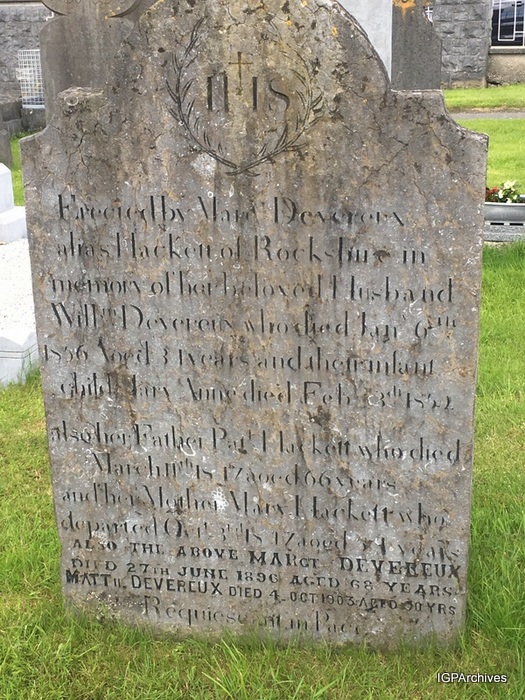 IHS
Erected by Marg.t Devereux
alias Hackett of Rockshire in
memory of her beloved Husband
Will.m Devereux who died Jan.y 6th
1856 Aged 34 years and their infant
child Mary Anne died Feb. 3th 1852
also her Father Pat.k Hackett who died
March 11th 1847 aged 66 years
and her Mother Mary Hackett who
departed Oct. 1847 aged years
ALSO THE ABOVE MARGT DEVEREUX
DIED 27TH JUNE 1896 AGED 68 YEARS
MATTH. DEVEREUX DIED 4. OCT 1903 AGED 50 YRS
Requiescant in Pace
IGPArchives